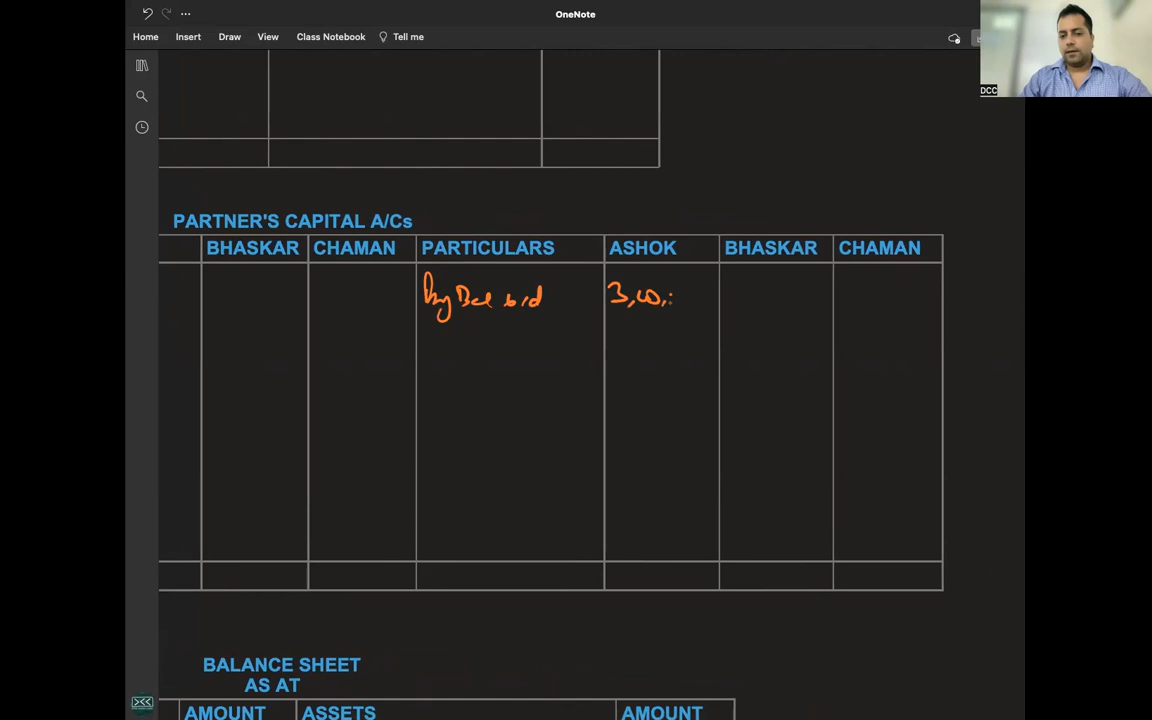 OneNote
Home Insert Draw View Class Notebook Tell me
DCC
PARTNER'S CAPITAL A/Cs
BHASKAR CHAMAN PARTICULARS ASHOK BHASKAR CHAMAN
By Bal b/d 3,00,
BALANCE SHEET
AS AT
AMOUNT ASSETS AMOUNT